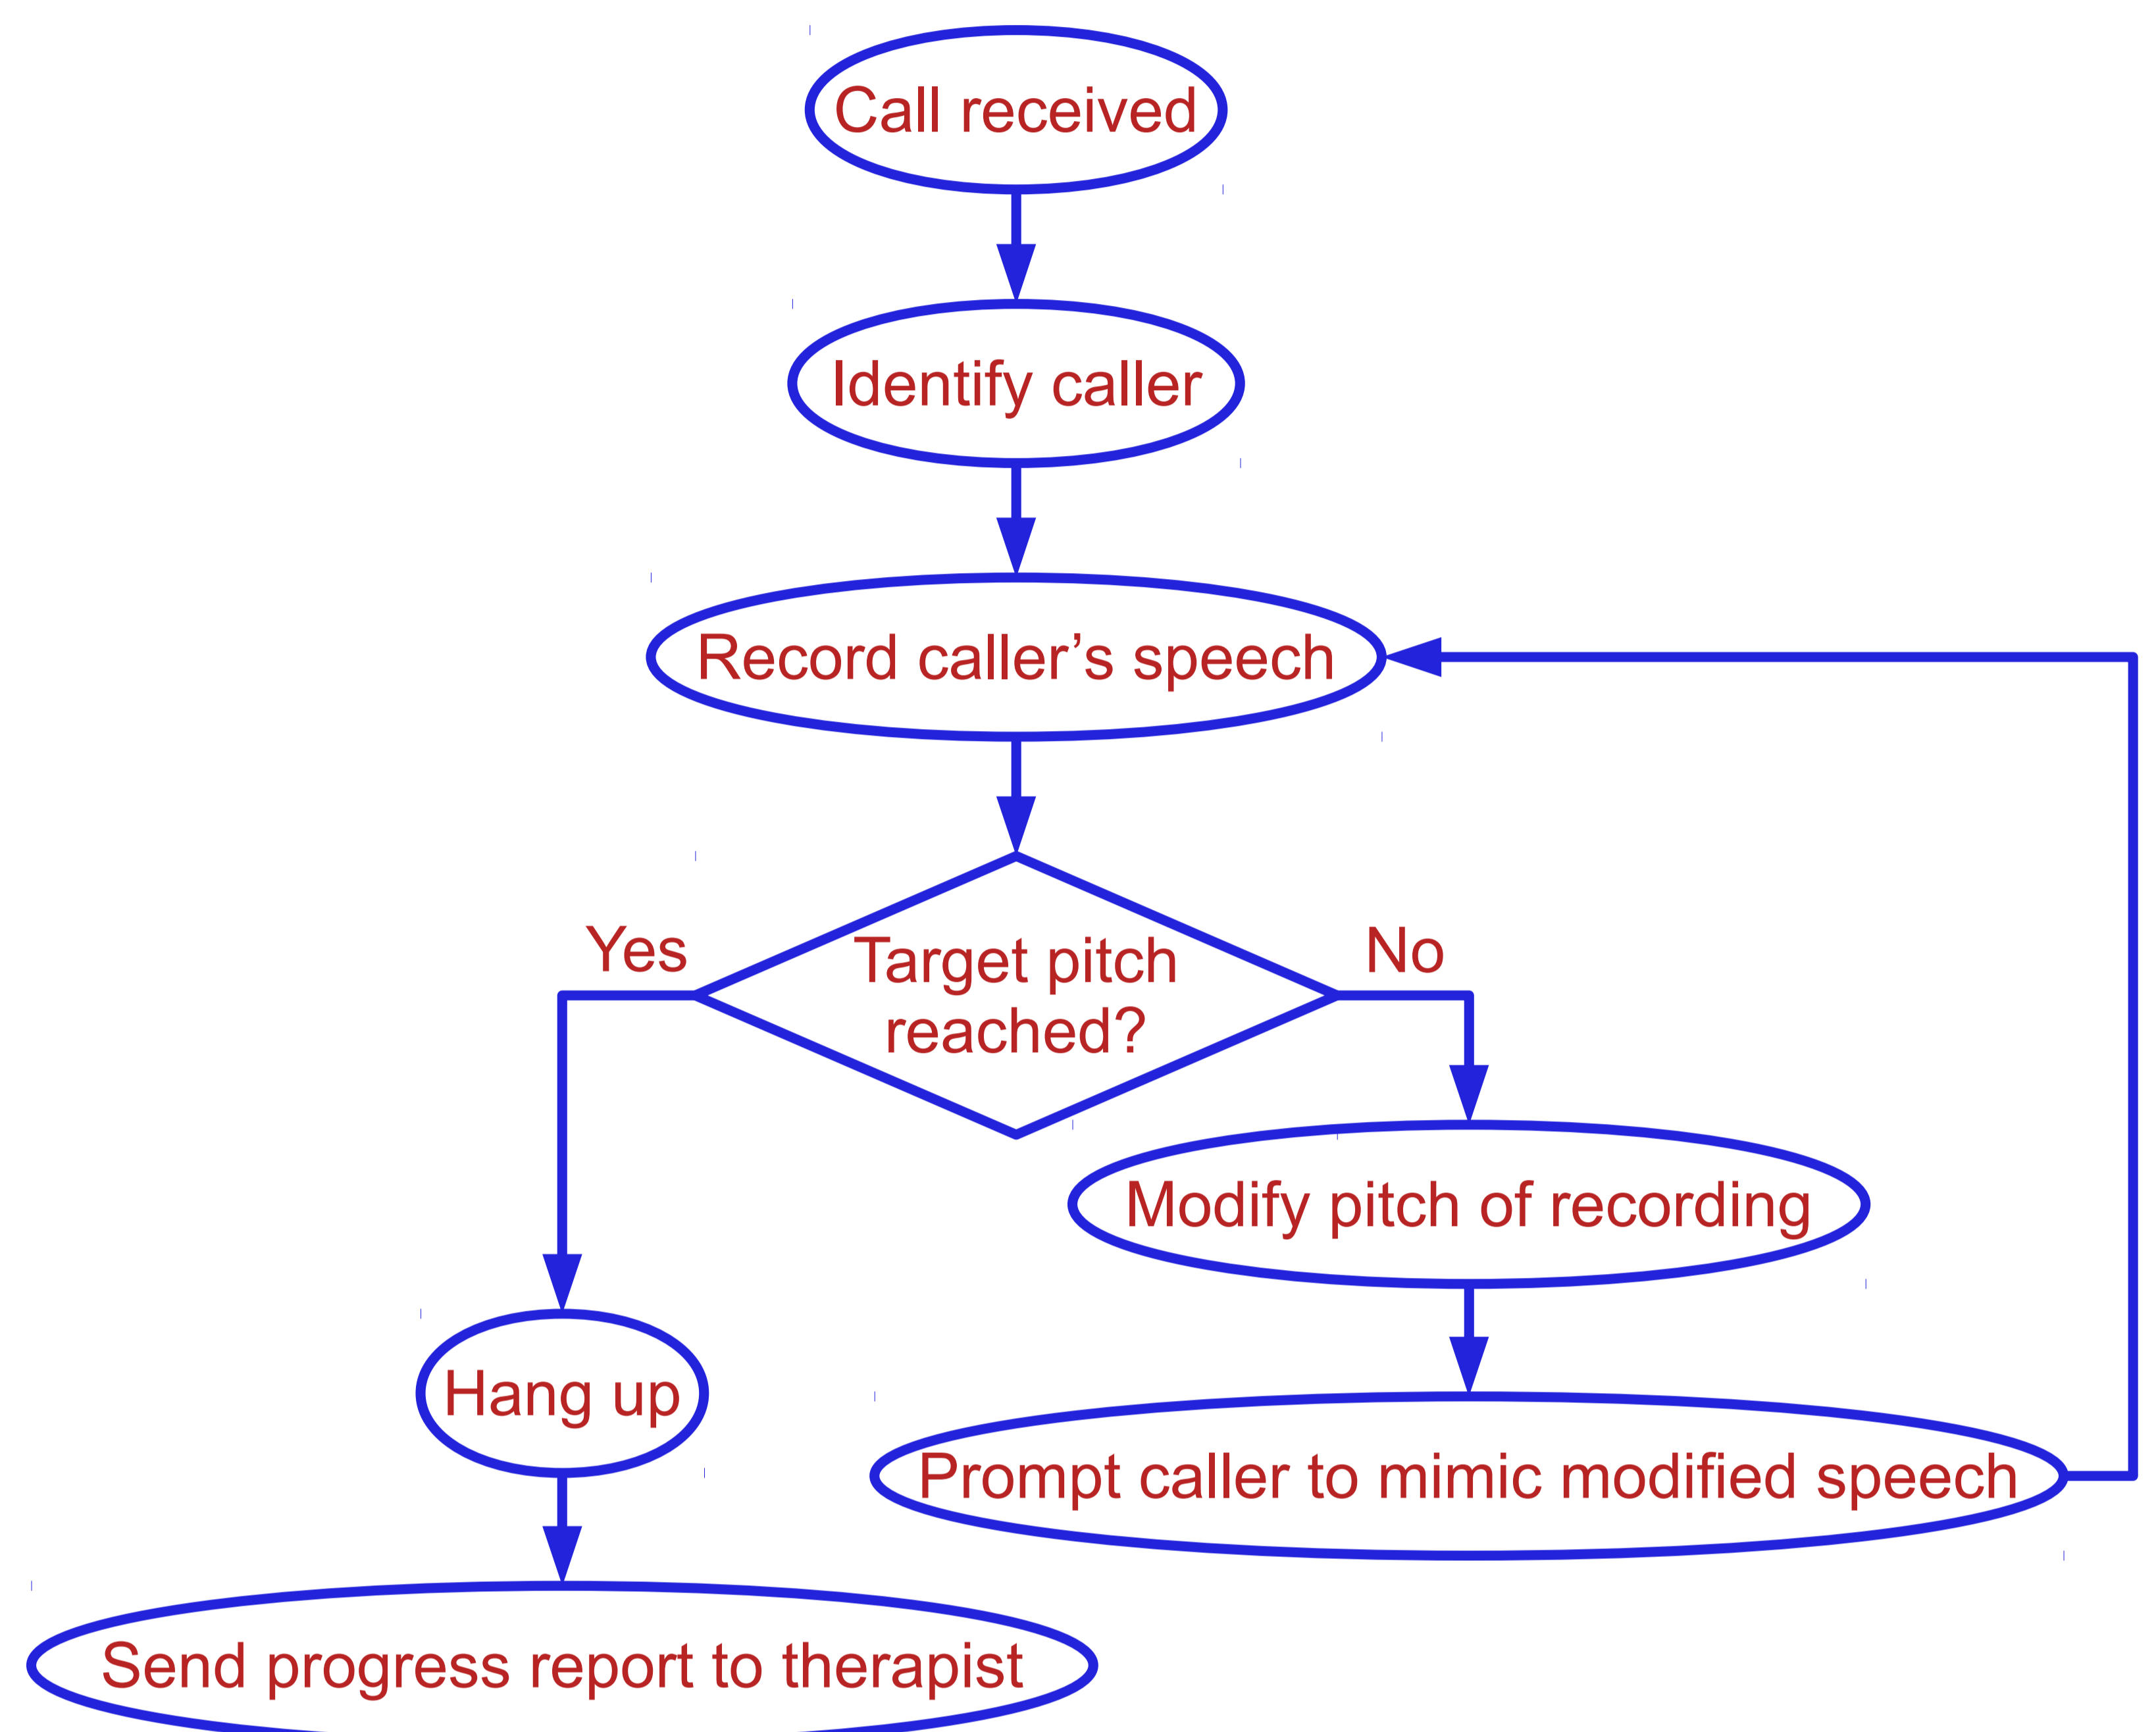 Call received
Identify caller
Record caller’s speech
Yes
No
Target pitch
reached?
Modify pitch of recording
Hang up
Prompt caller to mimic modified speech
Send progress report to therapist